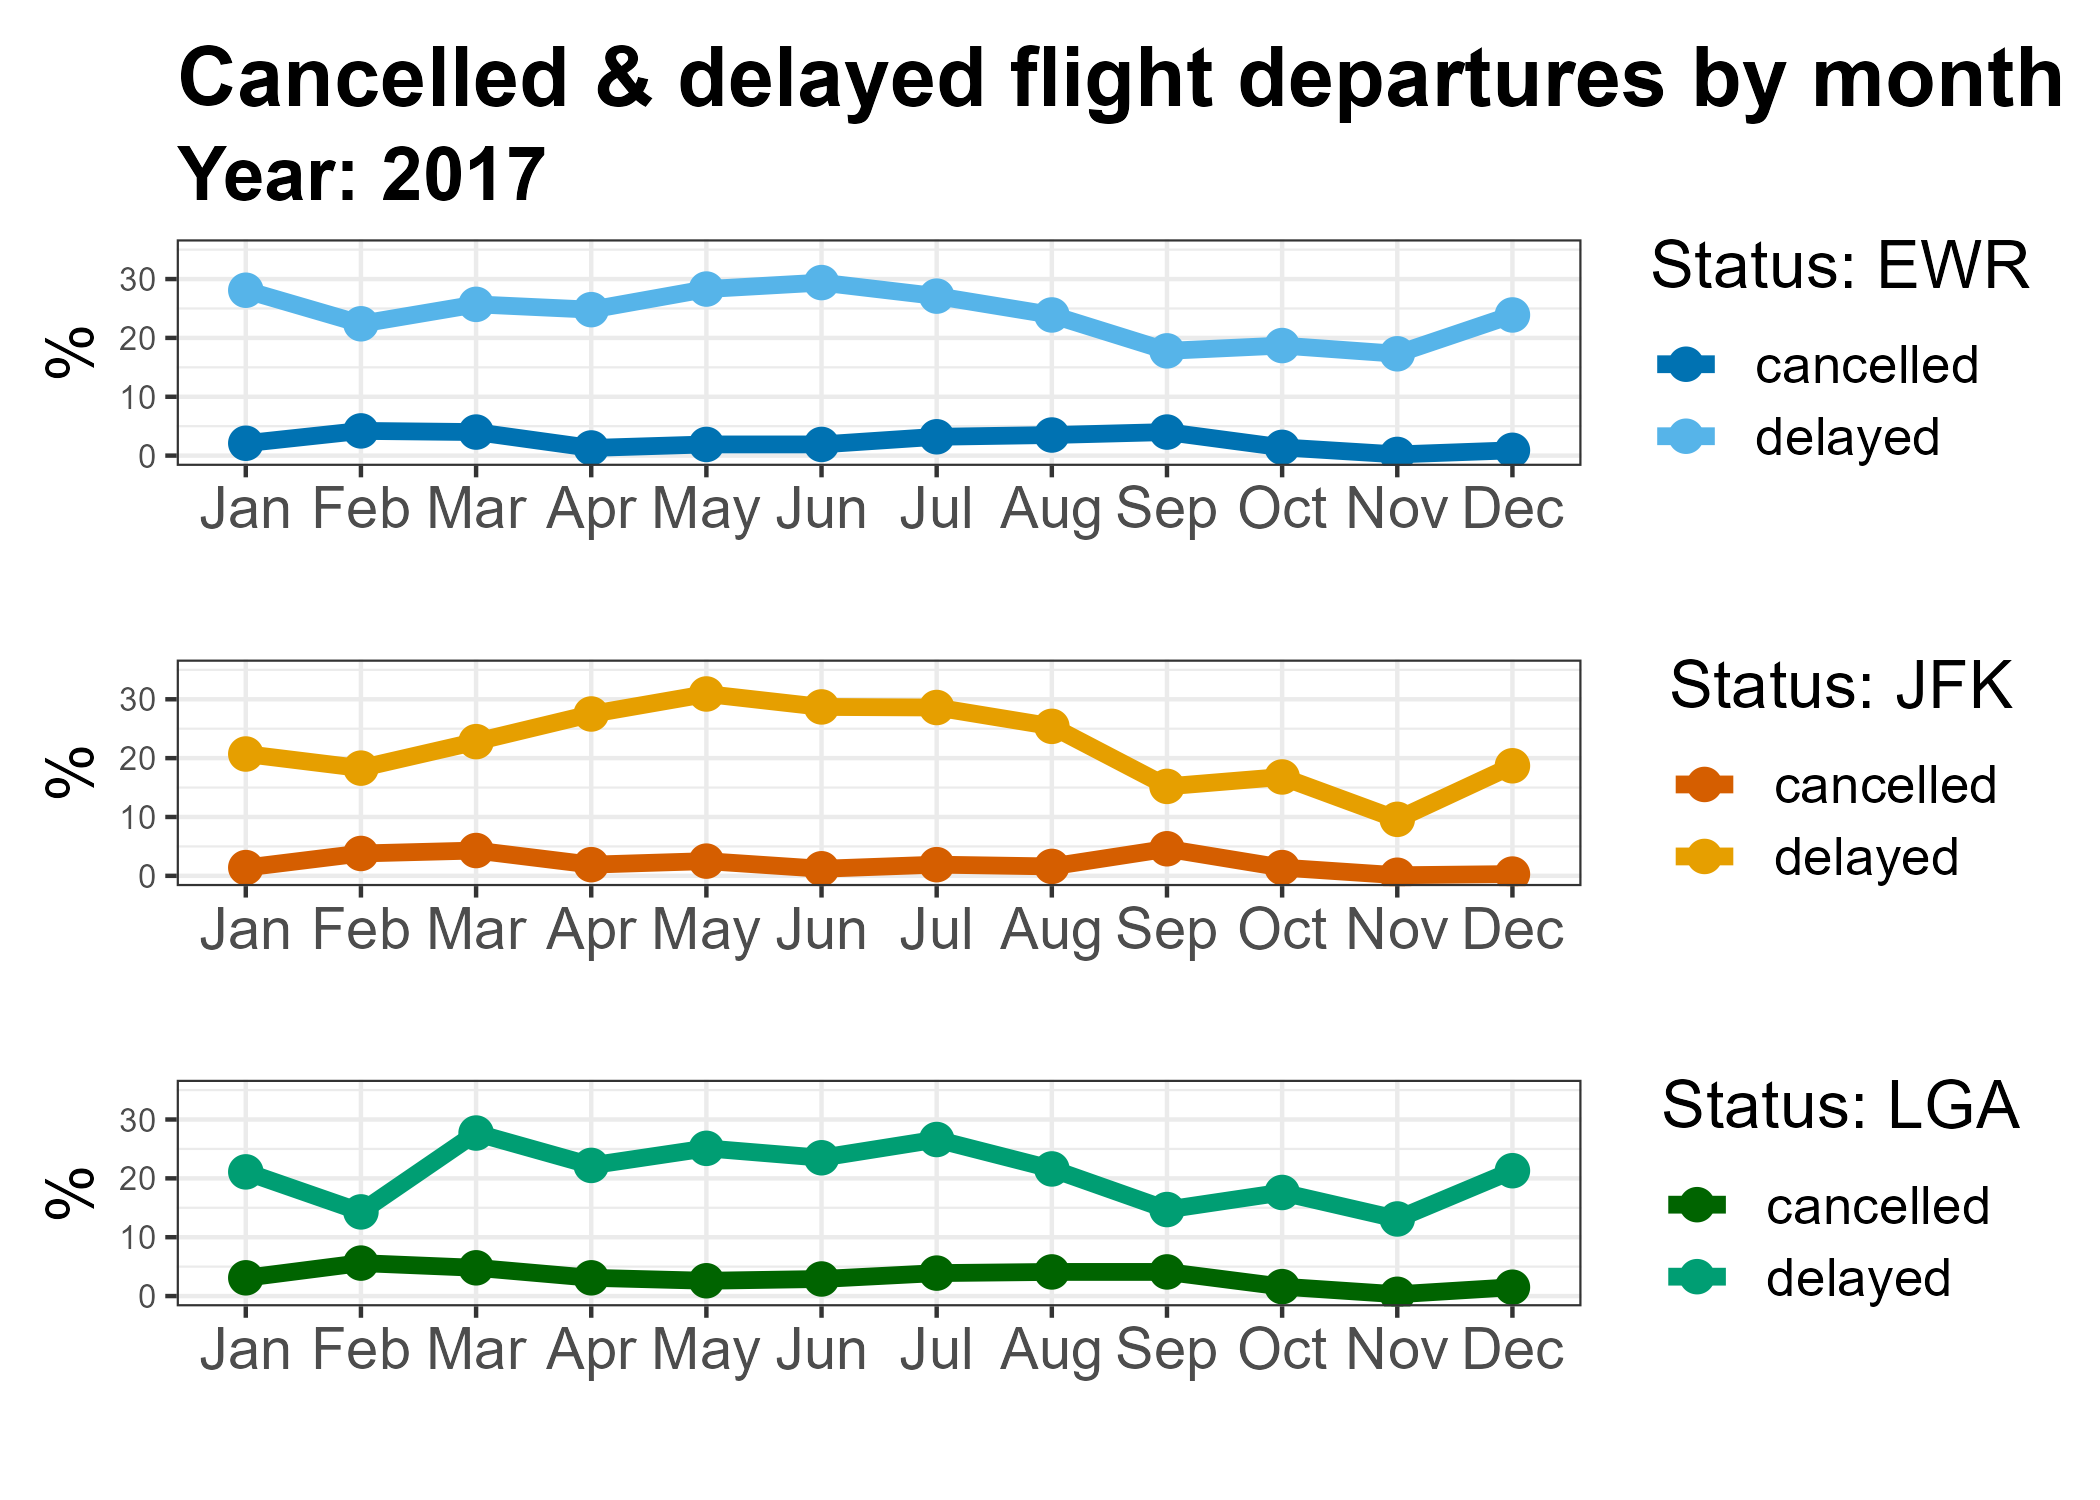 Cancelled & delayed flight departures by month
Year: 2017
Status: EWR
cancelled
delayed
%
30
20
10
0
Jan Feb Mar Apr May Jun Jul Aug Sep Oct Nov Dec
Status: JFK
cancelled
delayed
%
30
20
10
0
Jan Feb Mar Apr May Jun Jul Aug Sep Oct Nov Dec
Status: LGA
cancelled
delayed
%
30
20
10
0
Jan Feb Mar Apr May Jun Jul Aug Sep Oct Nov Dec